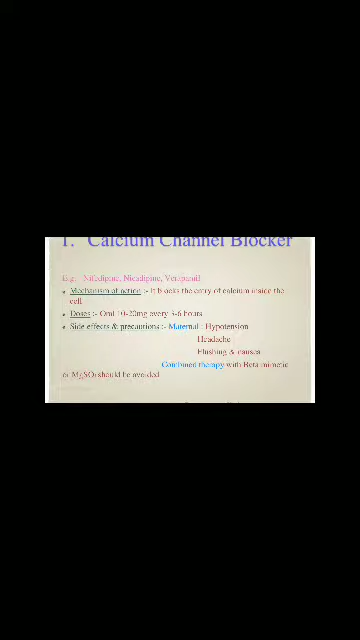 1. Calcium Channel Blocker
E.g. Nifedipine, Nicadipine, Verapamil
Mechanism of action :- It blocks the entry of calcium inside the
cell
Doses :- Oral 10-20mg every 3-6 hours
Side effects & precautions :- Maternal: Hypotension
Headache
Flushing & nausea
Combined therapy with Beta mimetic
or MgSO₄ should be avoided